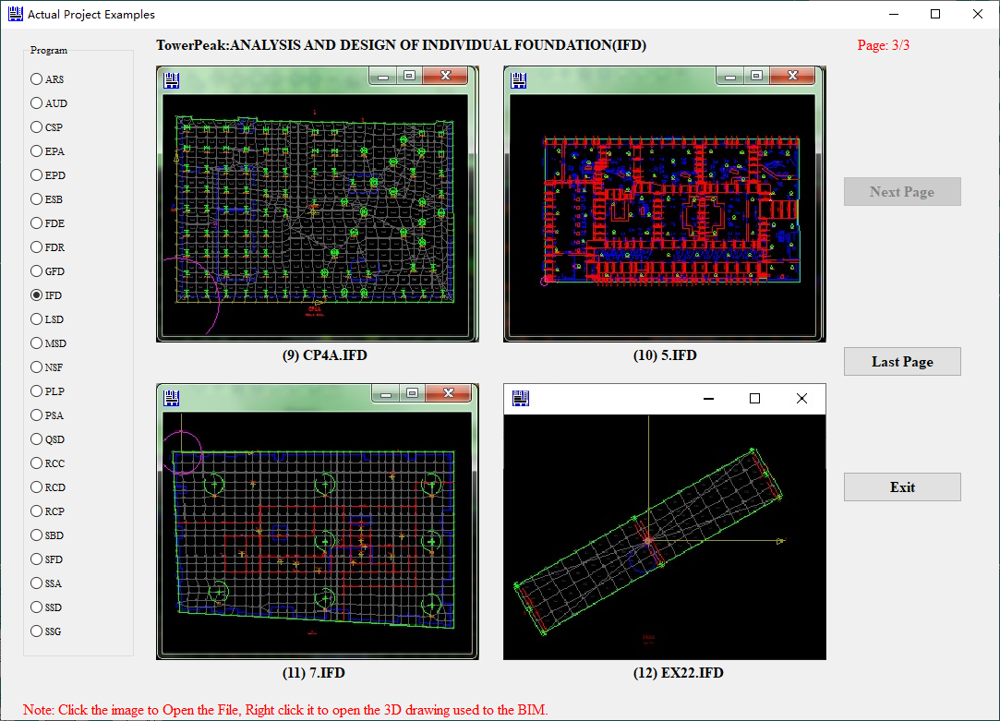 Actual Project Examples
Program
TowerPeak:ANALYSIS AND DESIGN OF INDIVIDUAL FOUNDATION(IFD)
Page: 3/3
ARS
AUD
CSP
EPA
EPD
ESB
FDE
FDR
GFD
IFD
LSD
MSD
NSF
PLP
PSA
QSD
RCC
RCD
RCP
SBD
SFD
SSA
SSD
SSG
(9) CP4A.IFD
(10) 5.IFD
(11) 7.IFD
(12) EX22.IFD
Next Page
Last Page
Exit
Note: Click the image to Open the File, Right click it to open the 3D drawing used to the BIM.